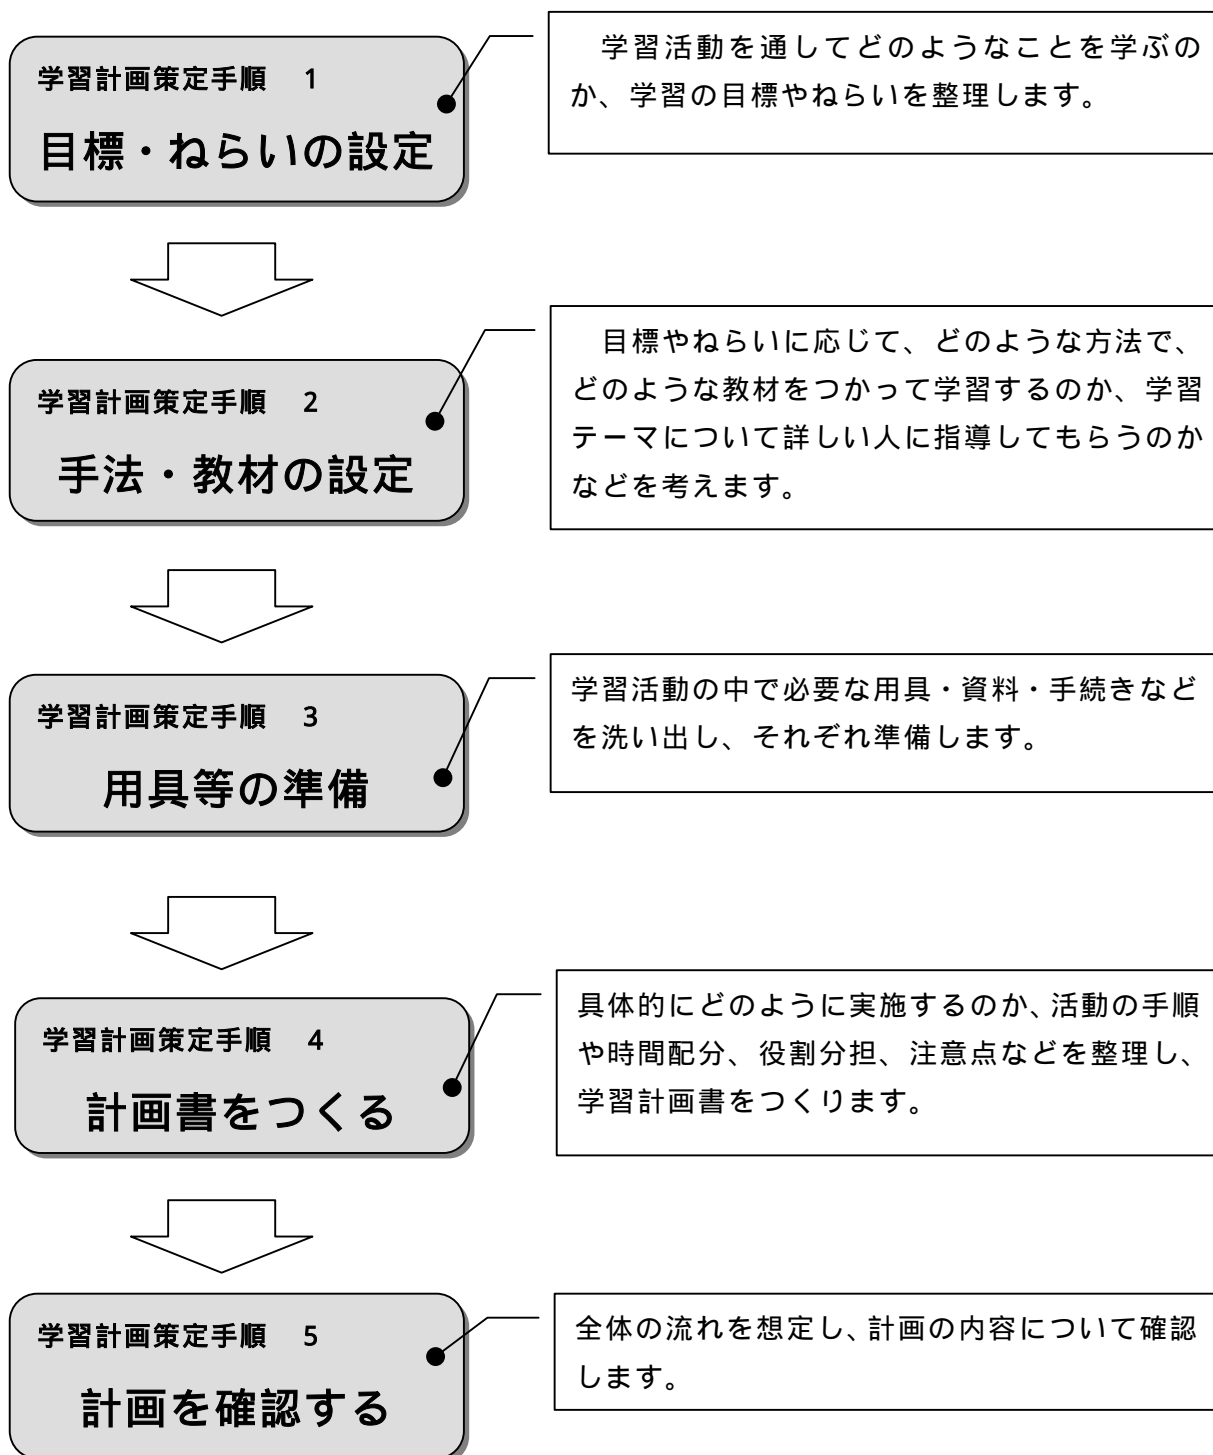 学習計画策定手順　1
目標・ねらいの設定
　学習活動を通してどのようなことを学ぶの
か、学習の目標やねらいを整理します。
学習計画策定手順　2
手法・教材の設定
　目標やねらいに応じて、どのような方法で、
どのような教材をつかって学習するのか、学習
テーマについて詳しい人に指導してもらうのか
などを考えます。
学習計画策定手順　3
用具等の準備
学習活動の中で必要な用具・資料・手続きなど
を洗い出し、それぞれ準備します。
学習計画策定手順　4
計画書をつくる
具体的にどのように実施するのか、活動の手順
や時間配分、役割分担、注意点などを整理し、
学習計画書をつくります。
学習計画策定手順　5
計画を確認する
全体の流れを想定し、計画の内容について確認
します。